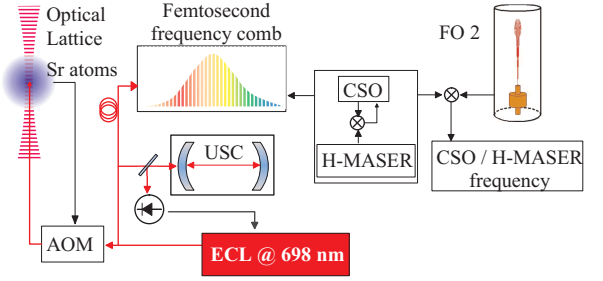 Optical
Lattice
Sr atoms
Femtosecond
frequency comb
FO 2
CSO
H-MASER
USC
CSO / H-MASER
frequency
AOM
ECL @ 698 nm